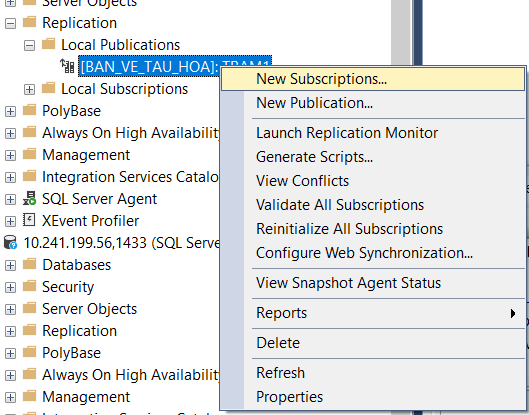 Server Objects
Replication
Local Publications
[BAN_VE_TAU_HOA]: TRAM1
Local Subscriptions
PolyBase
Always On High Availability
Management
Integration Services Catalo
SQL Server Agent
XEvent Profiler
10.241.199.56,1433 (SQL Serve
Databases
Security
Server Objects
Replication
PolyBase
Always On High Availability
Management
New Subscriptions...
New Publication...
Launch Replication Monitor
Generate Scripts...
View Conflicts
Validate All Subscriptions
Reinitialize All Subscriptions
Configure Web Synchronization...
View Snapshot Agent Status
Reports
Delete
Refresh
Properties